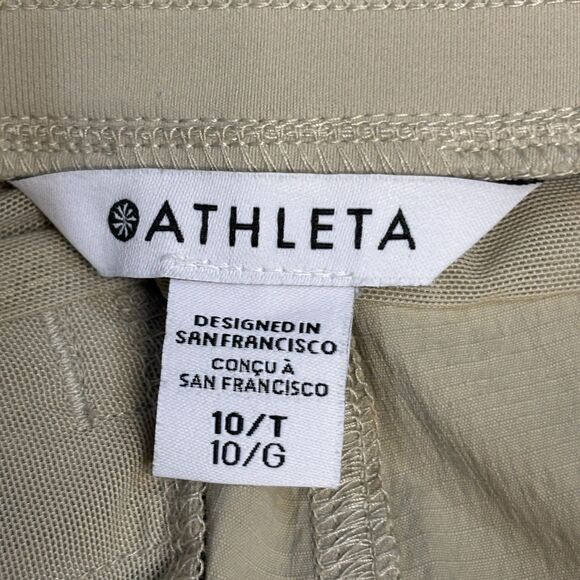 ATHLETA
DESIGNED IN
SAN FRANCISCO
CONÇU À
SAN FRANCISCO
10/T
10/G